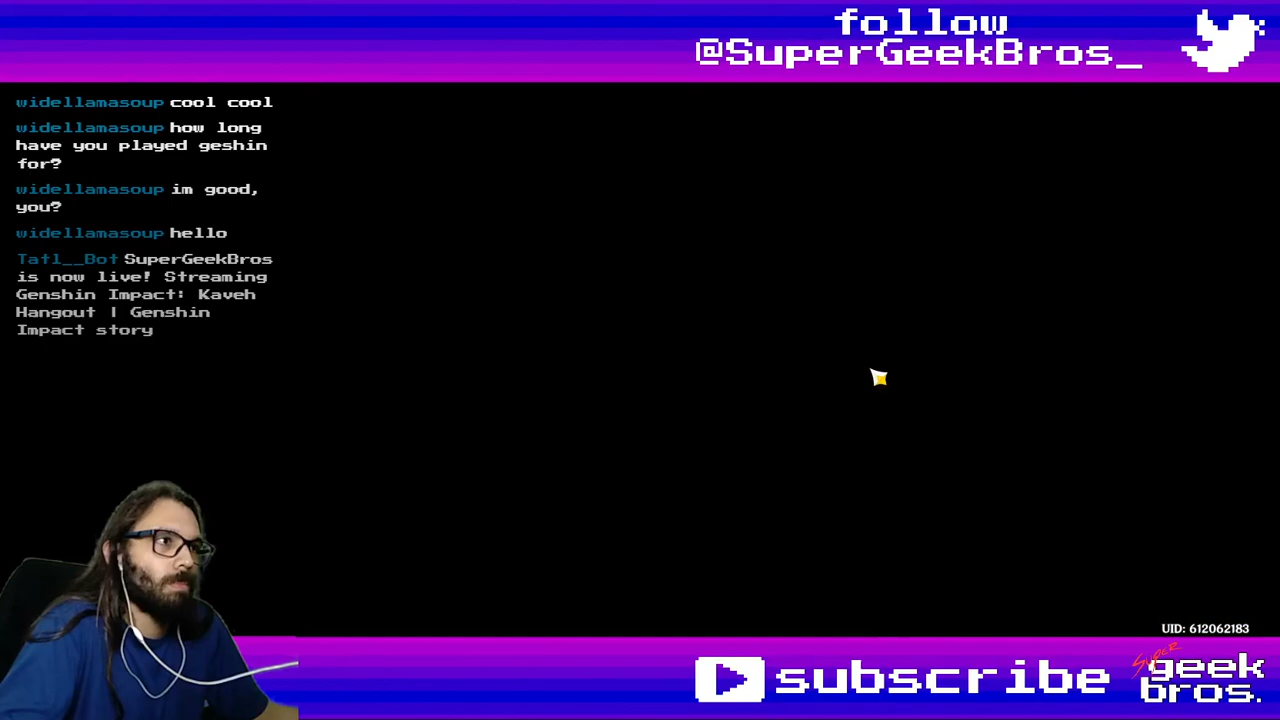 follow
@SuperGeekBros_
widellamasoup cool cool
widellamasoup how long
have you played geshin
for?
widellamasoup im good,
you?
widellamasoup hello
Tatl__Bot SuperGeekBros
is now live! Streaming
Genshin Impact: Kaveh
Hangout | Genshin
Impact story
UID: 612062183
subscribe
SUPER
geek
bros.